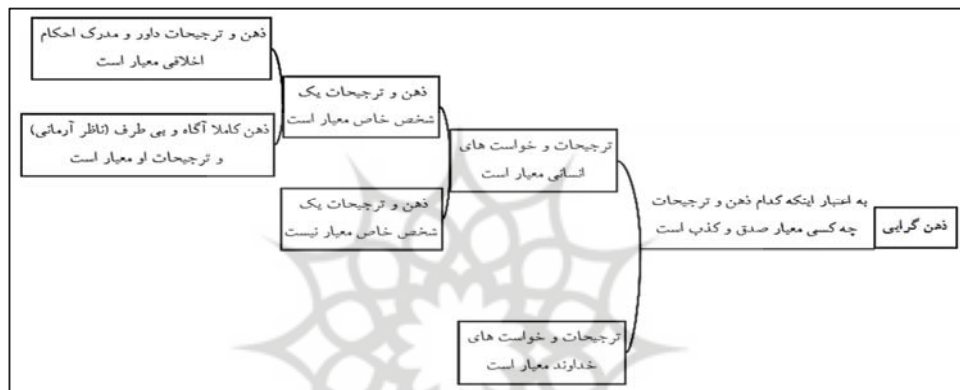 ذهن گرایی
به اعتبار اینکه کدام ذهن و ترجیحات
چه کسی معیار صدق و کذب است
ترجیحات و خواست های
انسانی معیار است
ذهن و ترجیحات یک
شخص خاص معیار است
ذهن و ترجیحات داور و مدرک احکام
اخلاقی معیار است
ذهن کاملا آگاه و بی طرف (ناظر آرمانی)
و ترجیحات او معیار است
ذهن و ترجیحات یک
شخص خاص معیار نیست
ترجیحات و خواست های
خداوند معیار است